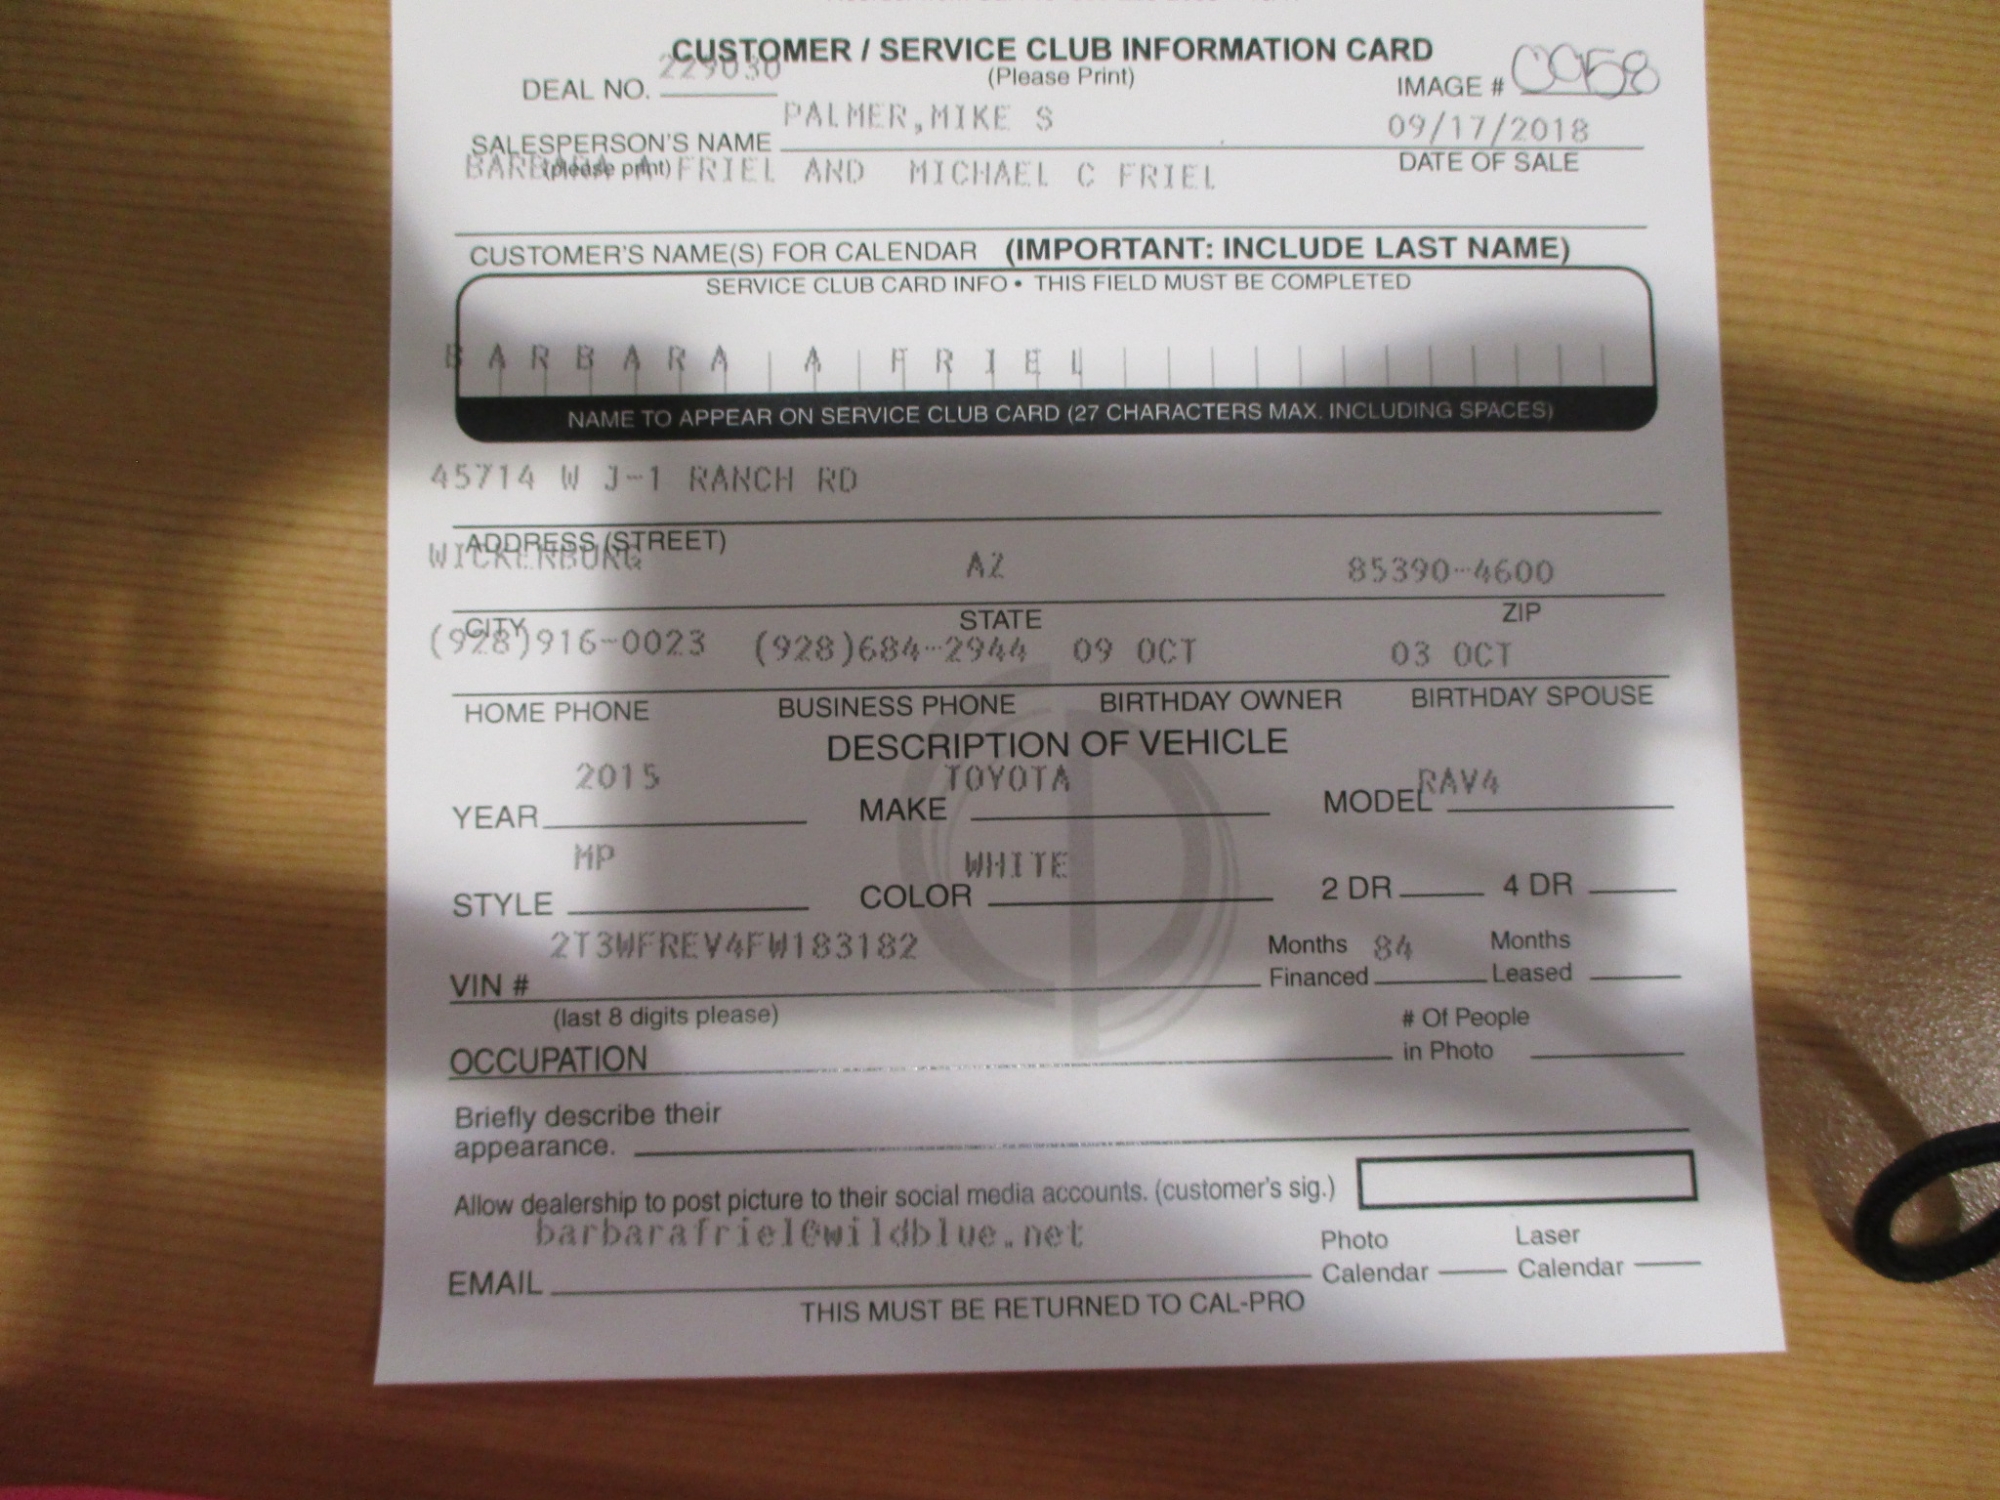 CUSTOMER / SERVICE CLUB INFORMATION CARD
(Please Print)
DEAL NO. 229030
IMAGE #
PALMER,MIKE S
09/17/2018
SALESPERSON'S NAME
(please print)
DATE OF SALE
BARBARA A FRIEL AND MICHAEL C FRIEL
CUSTOMER'S NAME(S) FOR CALENDAR (IMPORTANT: INCLUDE LAST NAME)
SERVICE CLUB CARD INFO • THIS FIELD MUST BE COMPLETED
BARBARA A FRIEL
NAME TO APPEAR ON SERVICE CLUB CARD (27 CHARACTERS MAX. INCLUDING SPACES)
45714 W J-1 RANCH RD
ADDRESS (STREET)
WICKENBURG AZ 85390-4600
CITY STATE ZIP
(928)916-0023 (928)684-2944 09 OCT 03 OCT
HOME PHONE BUSINESS PHONE BIRTHDAY OWNER BIRTHDAY SPOUSE
DESCRIPTION OF VEHICLE
2015 TOYOTA RAV4
YEAR MAKE MODEL
MP WHITE
STYLE COLOR 2 DR 4 DR
2T3WFREV4FW183182 Months 84 Months
VIN # Financed Leased
(last 8 digits please) # Of People
OCCUPATION in Photo
Briefly describe their
appearance.
Allow dealership to post picture to their social media accounts. (customer's sig.)
barbarafriel@wildblue.net Photo Laser
EMAIL Calendar Calendar
THIS MUST BE RETURNED TO CAL-PRO